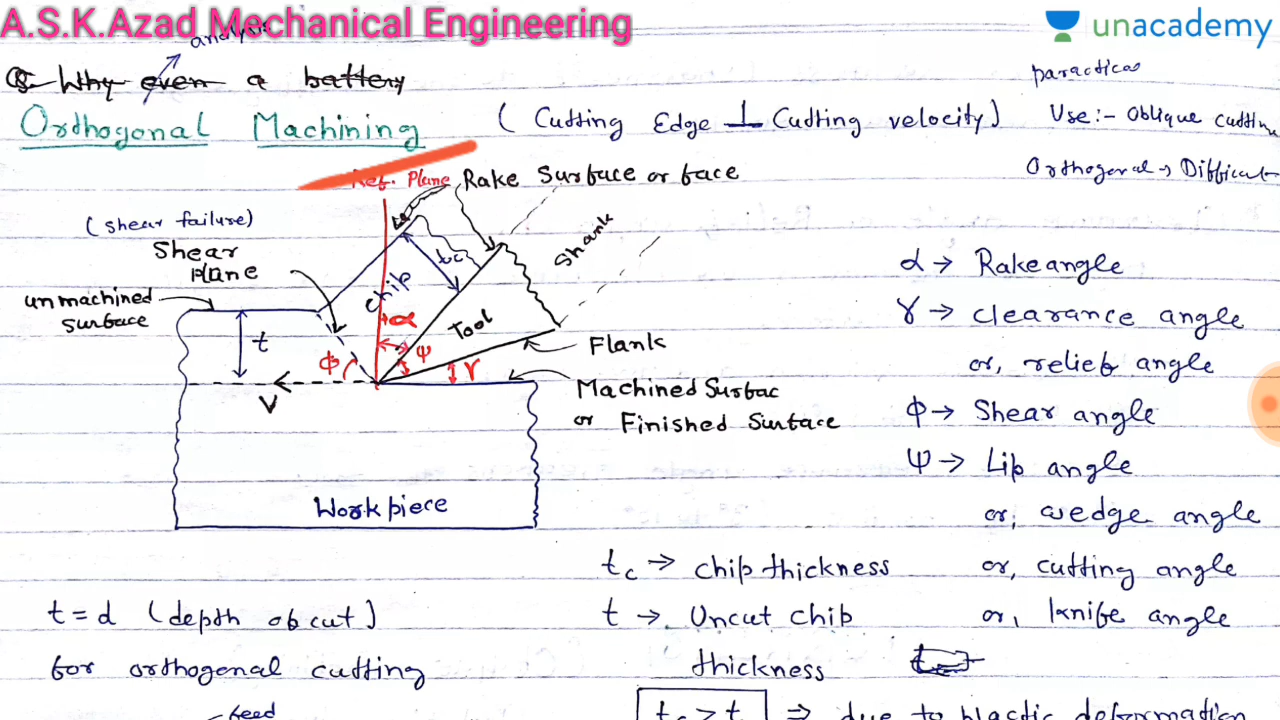 A.S.K.Azad Mechanical Engineering
unacademy
analysis
Q. Why even a battery
paractical
Orthogonal Machining ( Cutting Edge ⊥ Cutting velocity)
Use:- Oblique cutting
Orthogonal → Difficult
Ref. Plane
Rake Surface or face
(shear failure)
Shear
plane
Shank
unmachined
surface
chip
tc
α
t
Tool
Φ
ψ
γ
Flank
V
Machined Surfac
or Finished Surface
Workpiece
α → Rake angle
γ → clearance angle
or, relief angle
Φ → Shear angle
Ψ → Lip angle
or, wedge angle
or, cutting angle
or, knife angle
tc → chip thickness
t → Uncut chip
thickness
t = d (depth of cut)
for orthogonal cutting
feed
tc > t ⇒ due to plastic deformation